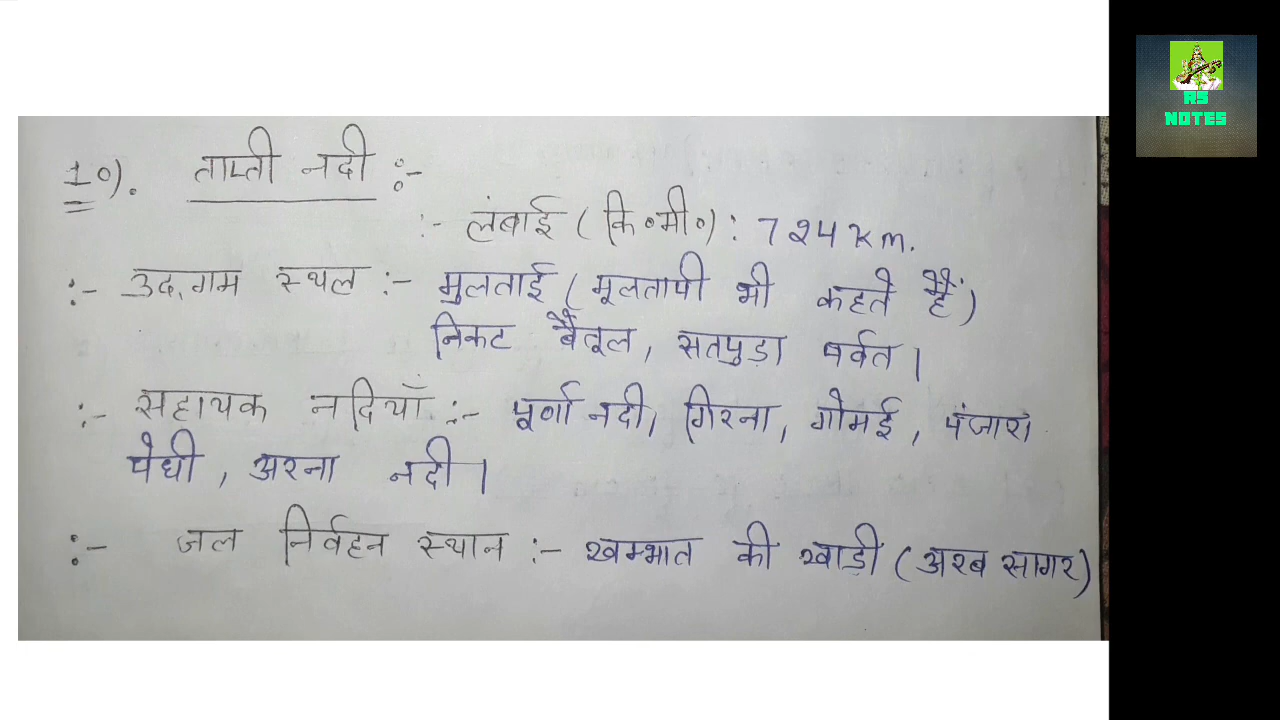 RS
NOTES
10). ताप्ती नदी :-
:- लंबाई ( कि॰मी॰) : 724 Km.
:- उद्गम स्थल :- मुलताई ( मूलतापी भी कहते हैं )
निकट बैतूल, सतपुड़ा पर्वत।
:- सहायक नदियाँ :- पूर्णा नदी, गिरना, गोमई, पंजारा
पेधी, अरना नदी।
:- जल निर्वहन स्थान :- खम्भात की खाड़ी ( अरब सागर)